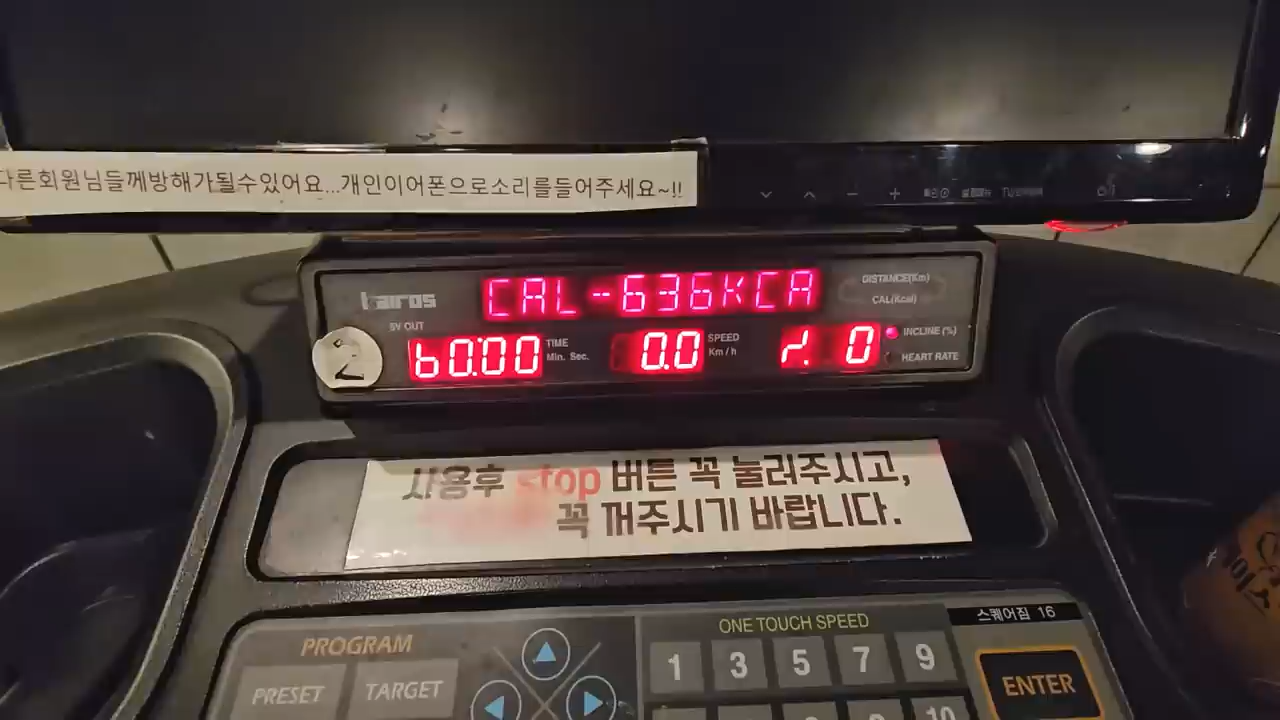 다른회원님들께방해가될수있어요...개인이어폰으로소리를들어주세요~!!
kairos
CAL-636KCA
DISTANCE(Km)
CAL(Kcal)
5V OUT
2
60:00
TIME
Min. Sec.
0.0
SPEED
Km/h
% 0
INCLINE (%)
HEART RATE
사용후 stop 버튼 꼭 눌러주시고,
꼭 꺼주시기 바랍니다.
PROGRAM
PRESET
TARGET
ONE TOUCH SPEED
1 3 5 7 9
10
스퀘어짐 16
ENTER